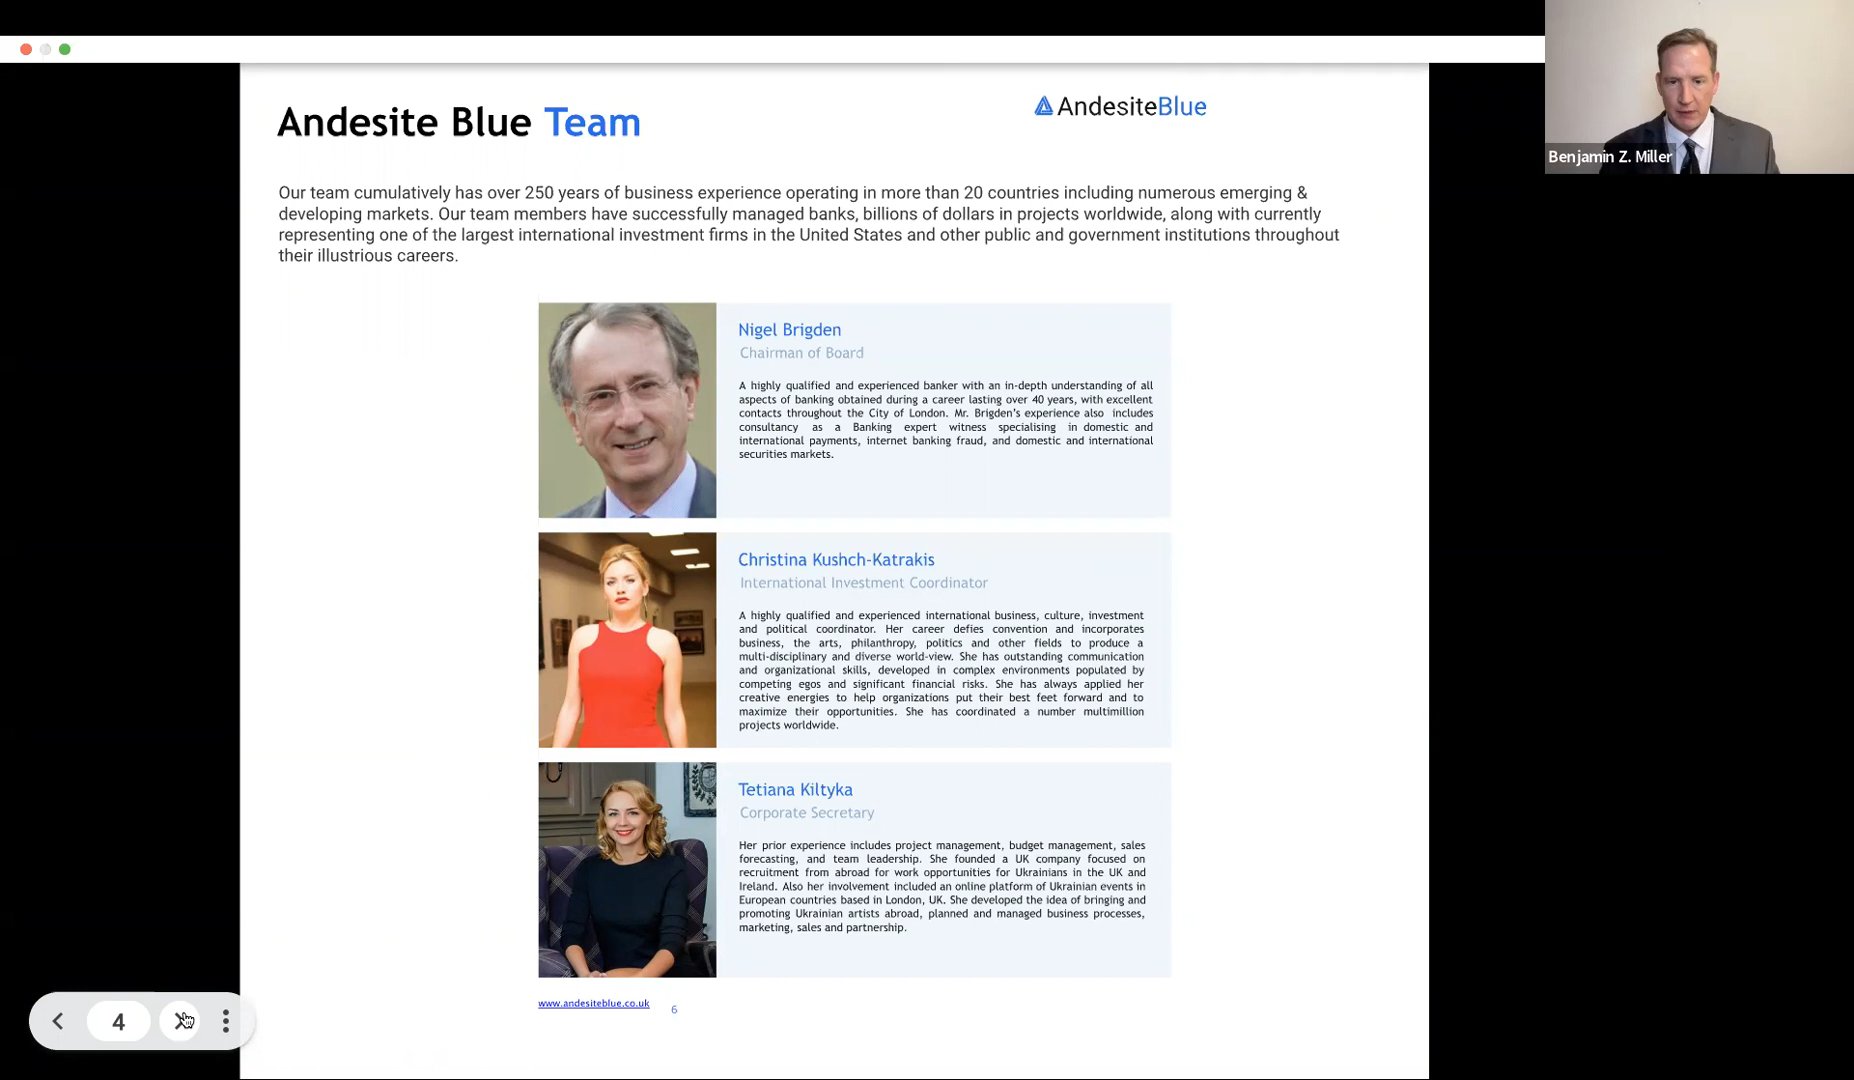 Andesite Blue Team
AndesiteBlue
Benjamin Z. Miller
Our team cumulatively has over 250 years of business experience operating in more than 20 countries including numerous emerging &
developing markets. Our team members have successfully managed banks, billions of dollars in projects worldwide, along with currently
representing one of the largest international investment firms in the United States and other public and government institutions throughout
their illustrious careers.
Nigel Brigden
Chairman of Board
A highly qualified and experienced banker with an in-depth understanding of all
aspects of banking obtained during a career lasting over 40 years, with excellent
contacts throughout the City of London. Mr. Brigden's experience also includes
consultancy as a Banking expert witness specialising in domestic and
international payments, internet banking fraud, and domestic and international
securities markets.
Christina Kushch-Katrakis
International Investment Coordinator
A highly qualified and experienced international business, culture, investment
and political coordinator. Her career defies convention and incorporates
business, the arts, philanthropy, politics and other fields to produce a
multi-disciplinary and diverse world-view. She has outstanding communication
and organizational skills, developed in complex environments populated by
competing egos and significant financial risks. She has always applied her
creative energies to help organizations put their best feet forward and to
maximize their opportunities. She has coordinated a number multimillion
projects worldwide.
Tetiana Kiltyka
Corporate Secretary
Her prior experience includes project management, budget management, sales
forecasting, and team leadership. She founded a UK company focused on
recruitment from abroad for work opportunities for Ukrainians in the UK and
Ireland. Also her involvement included an online platform of Ukrainian events in
European countries based in London, UK. She developed the idea of bringing and
promoting Ukrainian artists abroad, planned and managed business processes,
marketing, sales and partnership.
www.andesiteblue.co.uk
6
4